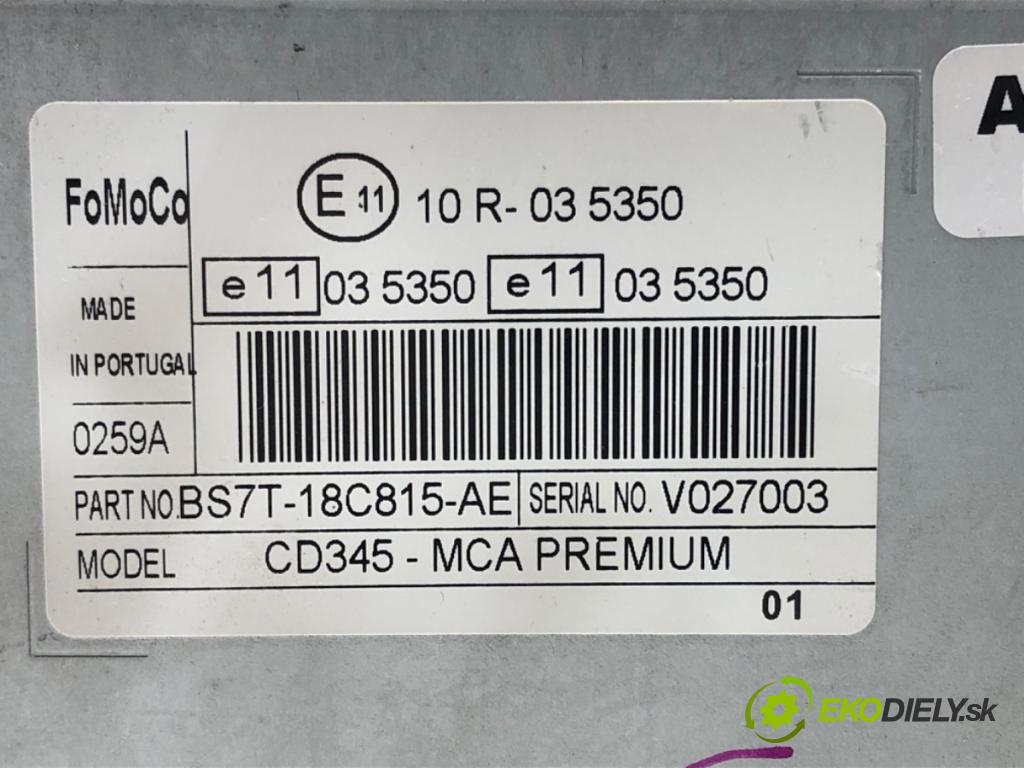 FoMoCo
E 11 10 R- 03 5350
e 11 03 5350 e 11 03 5350
MADE
IN PORTUGAL
0259A
PART NO. BS7T-18C815-AE SERIAL NO. V027003
MODEL CD345 - MCA PREMIUM
01
A
EKODIELY.sk